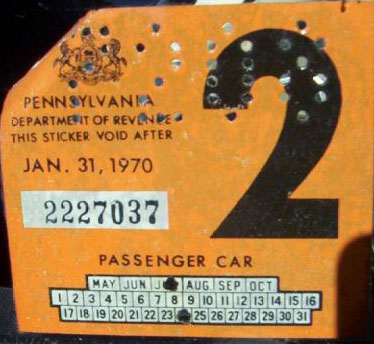 PENNSYLVANIA
DEPARTMENT OF REVENUE
THIS STICKER VOID AFTER
JAN. 31, 1970
2
2227037
PASSENGER CAR
MAY JUN AUG SEP OCT
1 2 3 4 5 6 7 8 9 10 11 12 13 14 15 16
17 18 19 20 21 22 23 25 26 27 28 29 30 31